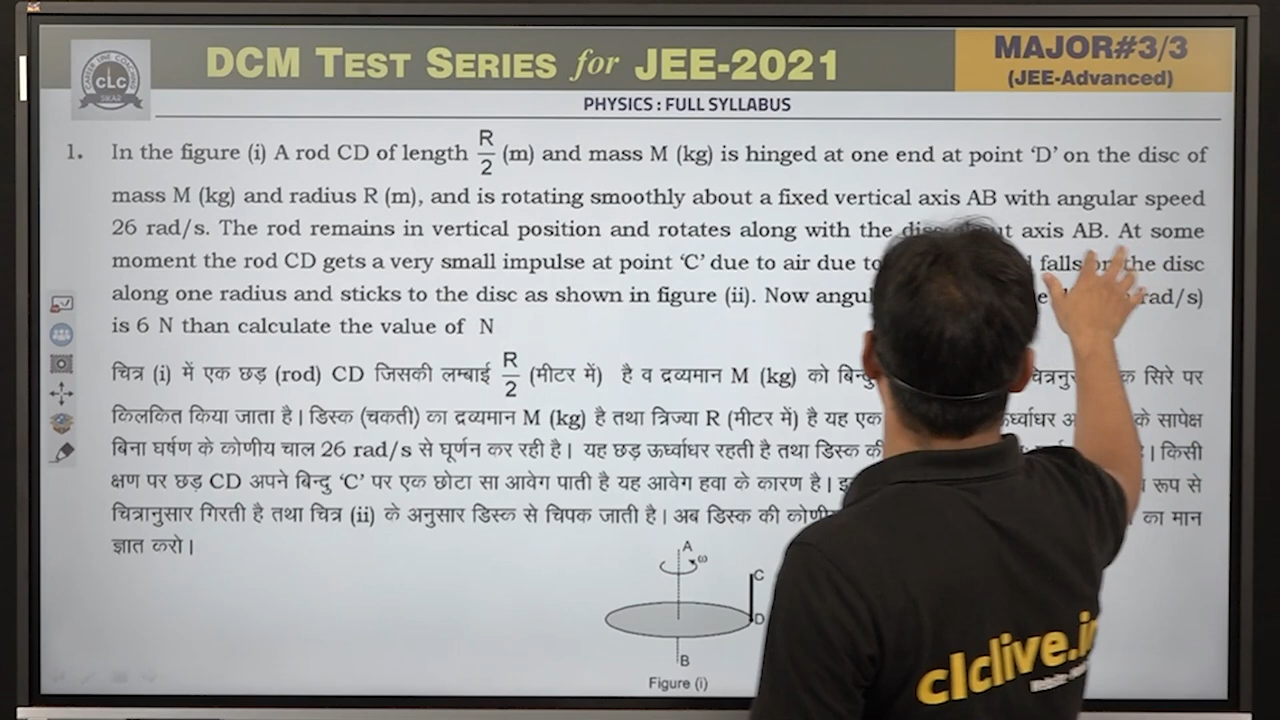 CAREER LINE COACHING
CLC
SIKAR
DCM TEST SERIES for JEE-2021
MAJOR#3/3
(JEE-Advanced)
PHYSICS : FULL SYLLABUS
1. In the figure (i) A rod CD of length R/2 (m) and mass M (kg) is hinged at one end at point ‘D’ on the disc of
mass M (kg) and radius R (m), and is rotating smoothly about a fixed vertical axis AB with angular speed
26 rad/s. The rod remains in vertical position and rotates along with the axis AB. At some
moment the rod CD gets a very small impulse at point ‘C’ due to air due to falls on the disc
along one radius and sticks to the disc as shown in figure (ii). Now rad/s)
is 6 N than calculate the value of N
चित्र (i) में एक छड़ (rod) CD जिसकी लम्बाई R/2 (मीटर में) है व द्रव्यमान M (kg) को सिरे पर
किलकित किया जाता है। डिस्क (चकती) का द्रव्यमान M (kg) है तथा त्रिज्या R (मीटर में) है यह एक के सापेक्ष
बिना घर्षण के कोणीय चाल 26 rad/s से घूर्णन कर रही है। यह छड़ ऊर्ध्वाधर रहती है तथा डिस्क । किसी
क्षण पर छड़ CD अपने बिन्दु ‘C’ पर एक छोटा सा आवेग पाती है यह आवेग हवा के कारण है। रूप से
चित्रानुसार गिरती है तथा चित्र (ii) के अनुसार डिस्क से चिपक जाती है। अब डिस्क की का मान
ज्ञात करो।
A
ω
C
D
B
Figure (i)
clclive.in